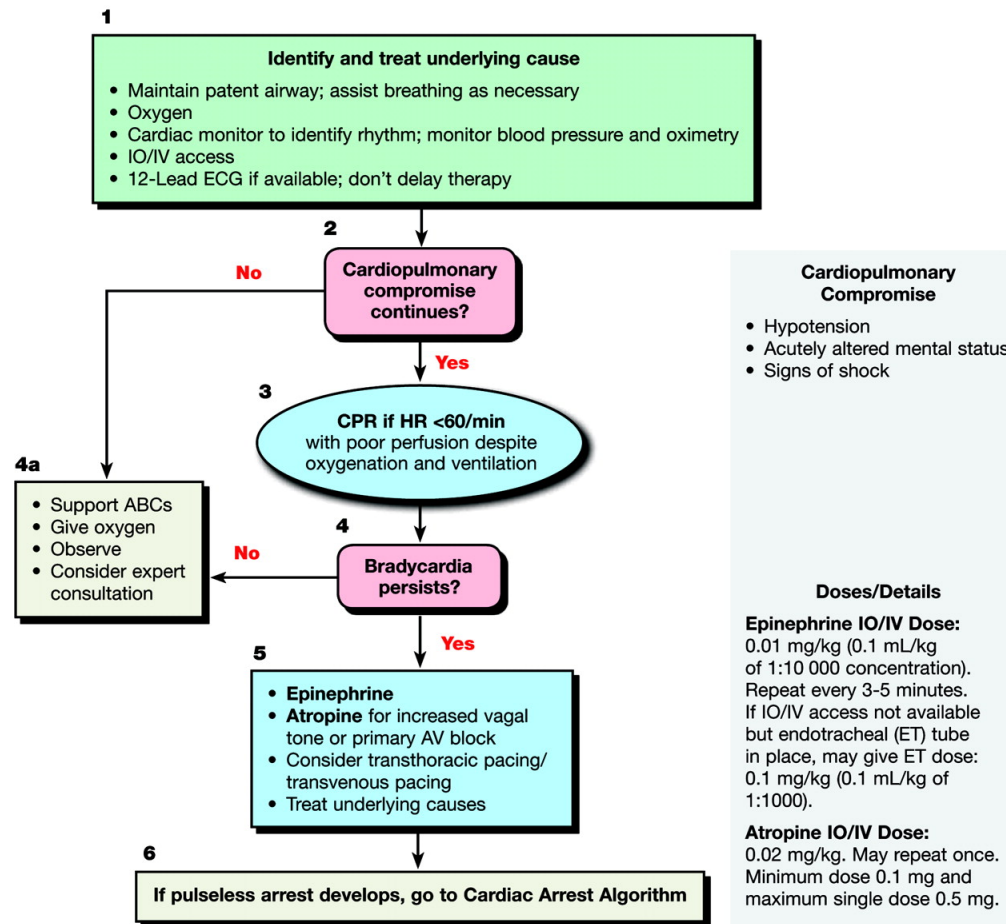 1
Identify and treat underlying cause
• Maintain patent airway; assist breathing as necessary
• Oxygen
• Cardiac monitor to identify rhythm; monitor blood pressure and oximetry
• IO/IV access
• 12-Lead ECG if available; don't delay therapy
2
Cardiopulmonary
compromise
continues?
No
Yes
3
CPR if HR <60/min
with poor perfusion despite
oxygenation and ventilation
4a
• Support ABCs
• Give oxygen
• Observe
• Consider expert
consultation
4
Bradycardia
persists?
No
Yes
5
• Epinephrine
• Atropine for increased vagal
tone or primary AV block
• Consider transthoracic pacing/
transvenous pacing
• Treat underlying causes
6
If pulseless arrest develops, go to Cardiac Arrest Algorithm
Cardiopulmonary
Compromise
• Hypotension
• Acutely altered mental status
• Signs of shock
Doses/Details
Epinephrine IO/IV Dose:
0.01 mg/kg (0.1 mL/kg
of 1:10 000 concentration).
Repeat every 3-5 minutes.
If IO/IV access not available
but endotracheal (ET) tube
in place, may give ET dose:
0.1 mg/kg (0.1 mL/kg of
1:1000).
Atropine IO/IV Dose:
0.02 mg/kg. May repeat once.
Minimum dose 0.1 mg and
maximum single dose 0.5 mg.